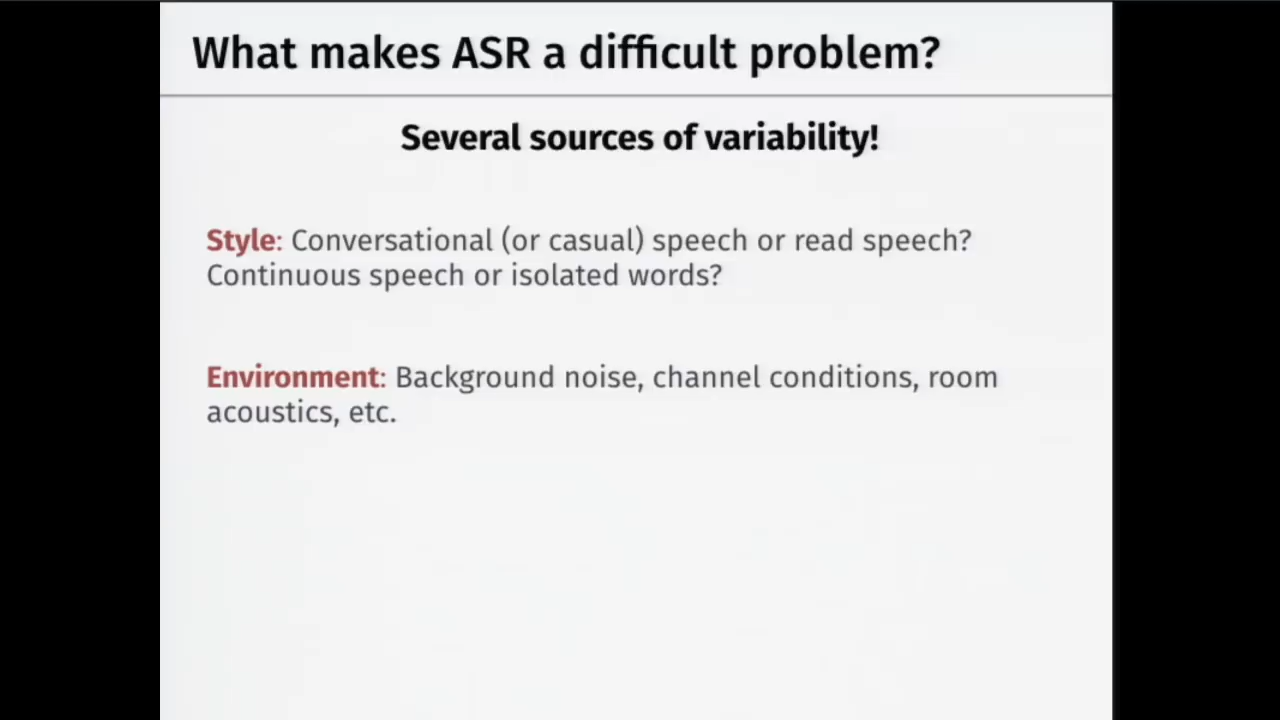 What makes ASR a difficult problem?
Several sources of variability!
Style: Conversational (or casual) speech or read speech?
Continuous speech or isolated words?
Environment: Background noise, channel conditions, room
acoustics, etc.